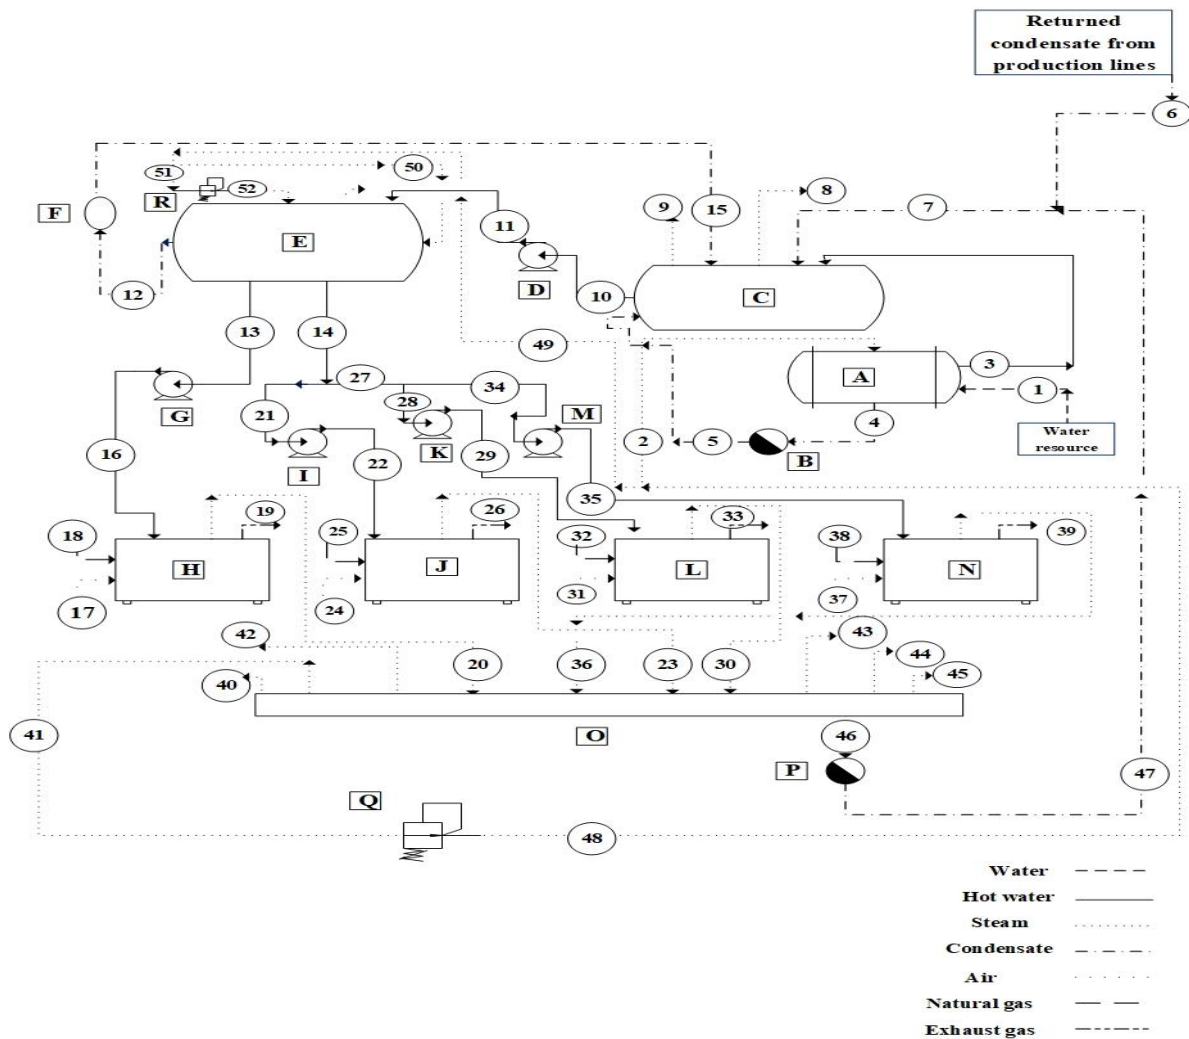 Returned
condensate from
production lines
6
51
50
R
52
8
F
9
15
7
11
E
D
12
10
C
13
14
49
3
A
1
27
34
28
G
21
M
4
Water
resource
K
2
5
B
16
I
22
29
35
19
26
33
18
25
32
38
39
H
J
L
N
17
24
31
37
42
43
20
36
23
30
44
40
45
41
O
46
P
47
Q
48
Water
Hot water
Steam
Condensate
Air
Natural gas
Exhaust gas